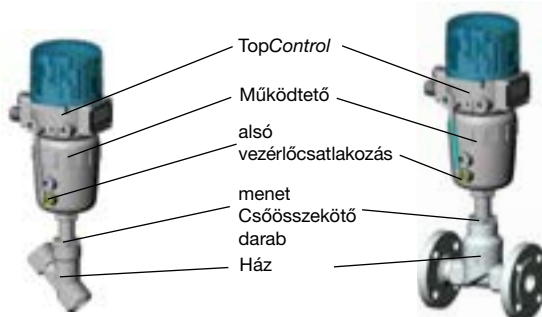 TopControl
Működtető
alsó
vezérlőcsatlakozás
menet
Csőösszekötő
darab
Ház